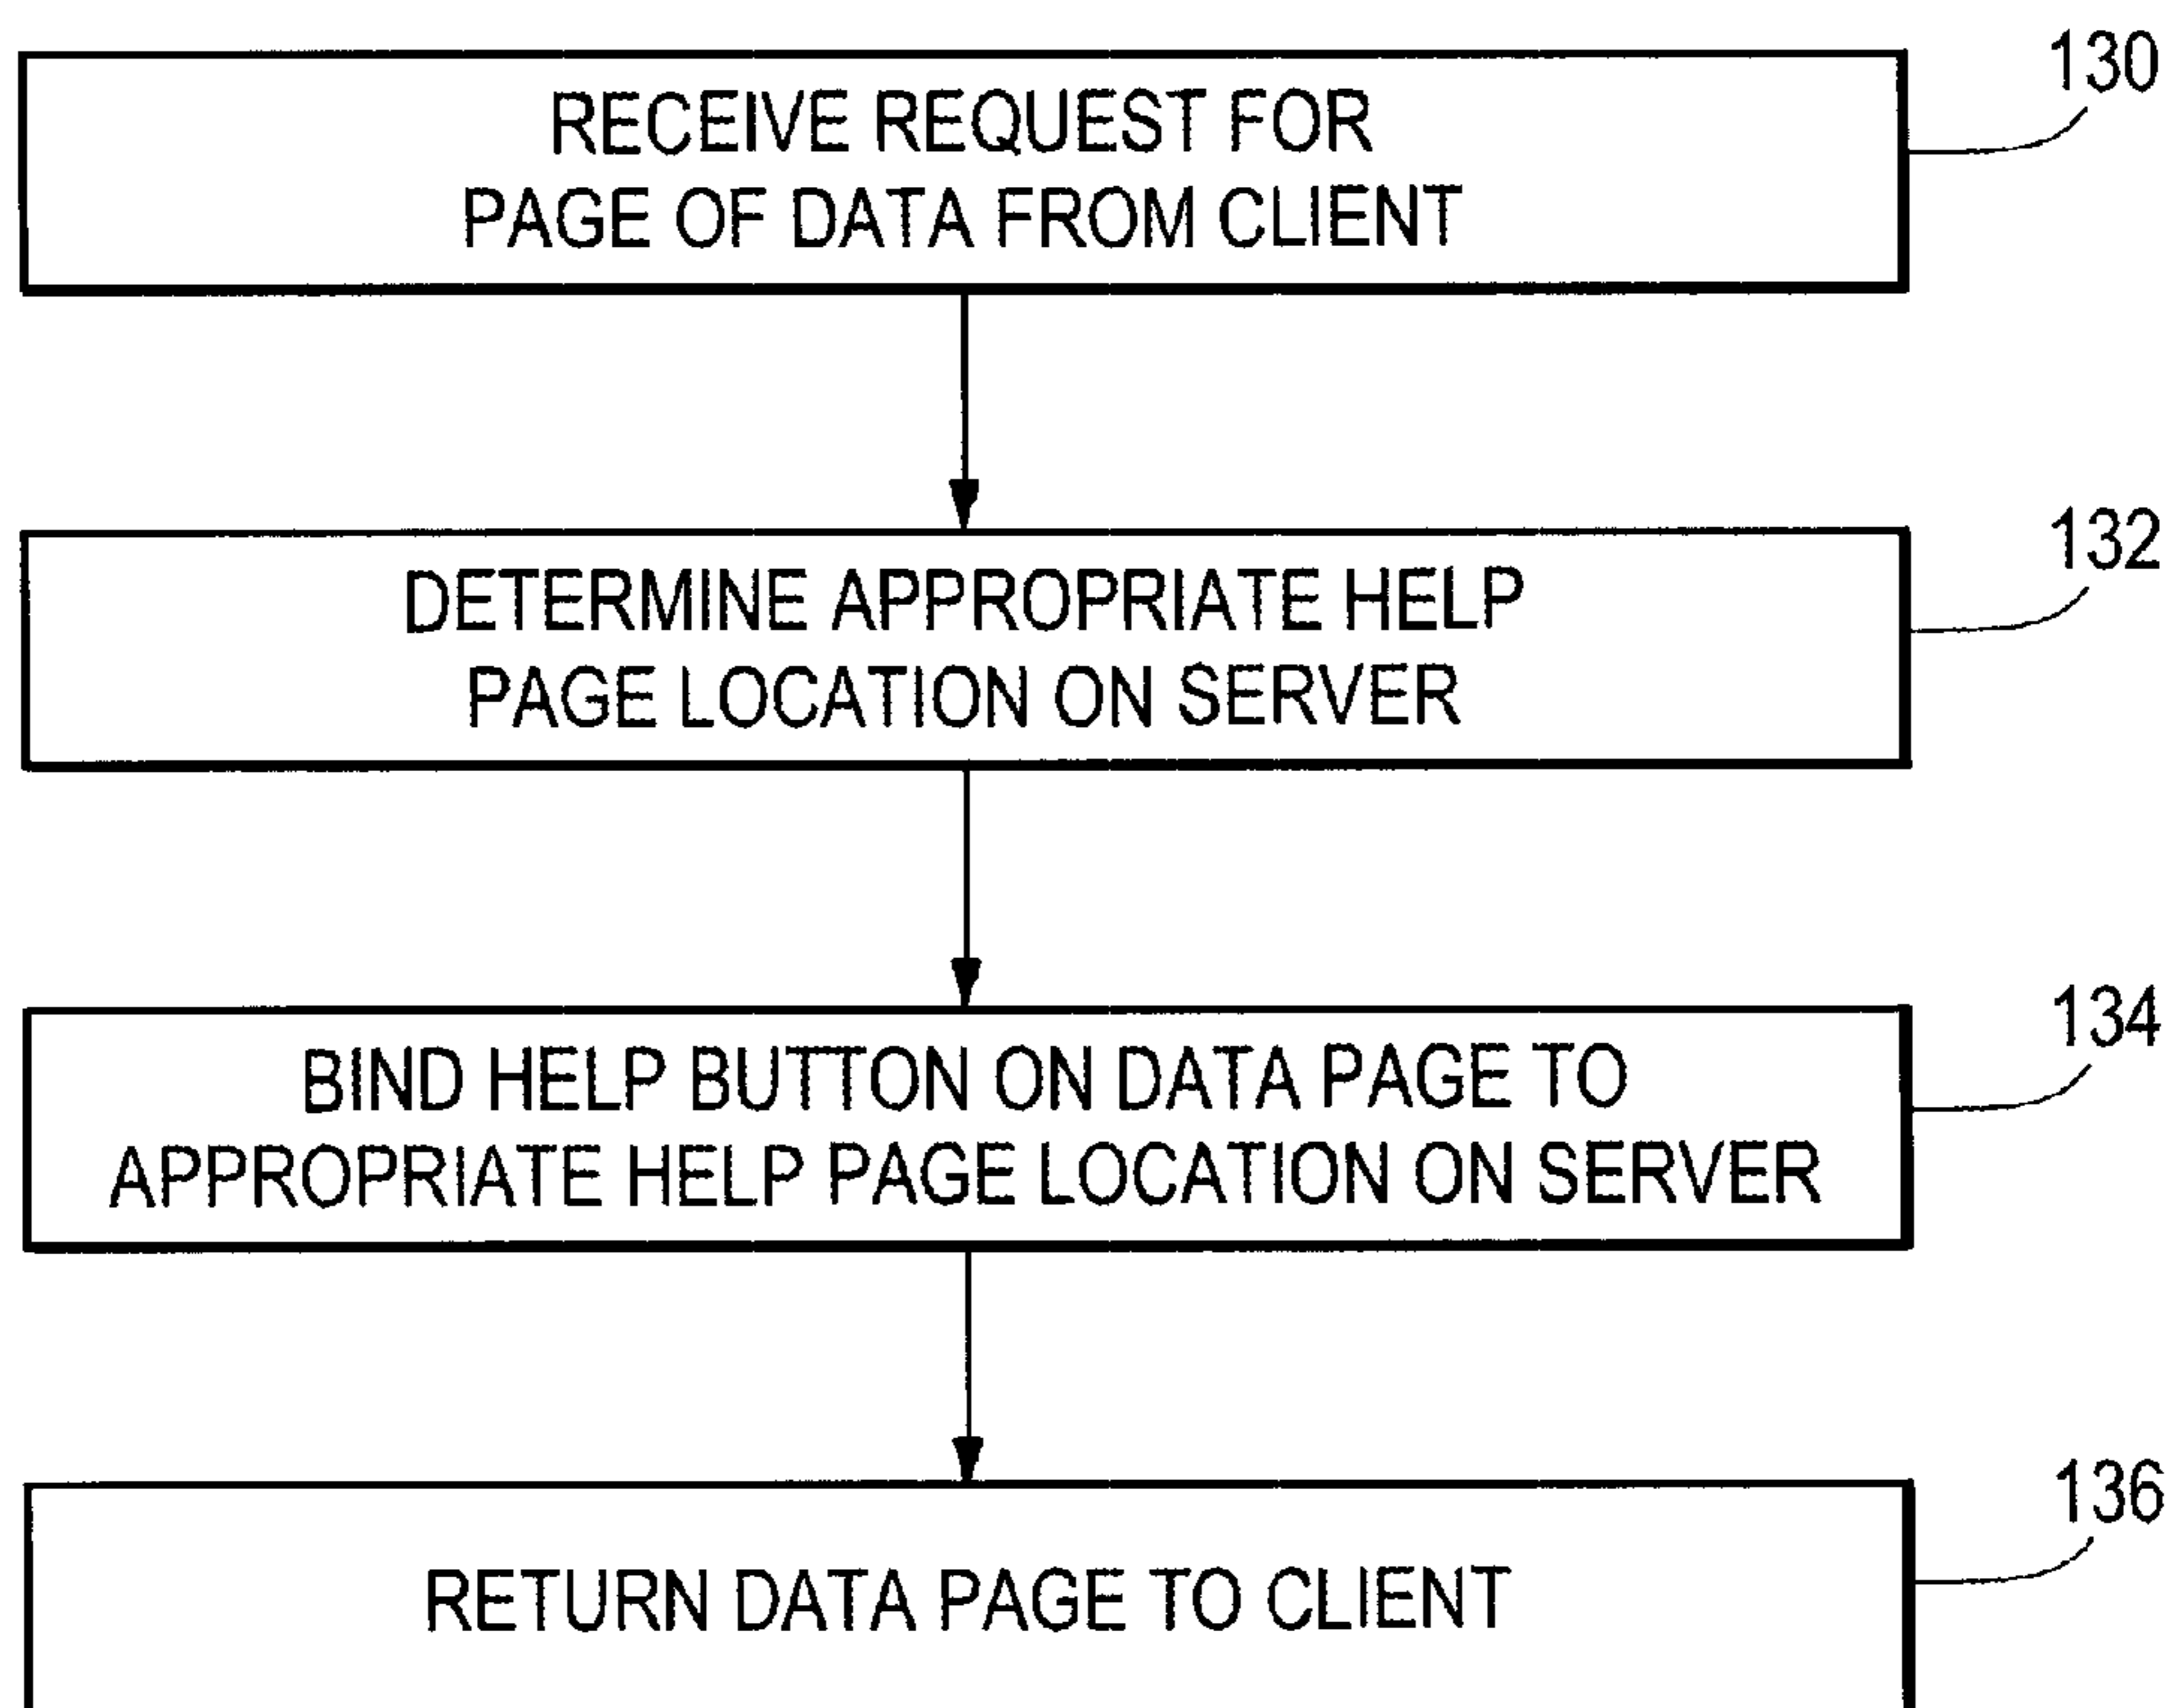 130
RECEIVE REQUEST FOR
PAGE OF DATA FROM CLIENT
132
DETERMINE APPROPRIATE HELP
PAGE LOCATION ON SERVER
134
BIND HELP BUTTON ON DATA PAGE TO
APPROPRIATE HELP PAGE LOCATION ON SERVER
136
RETURN DATA PAGE TO CLIENT